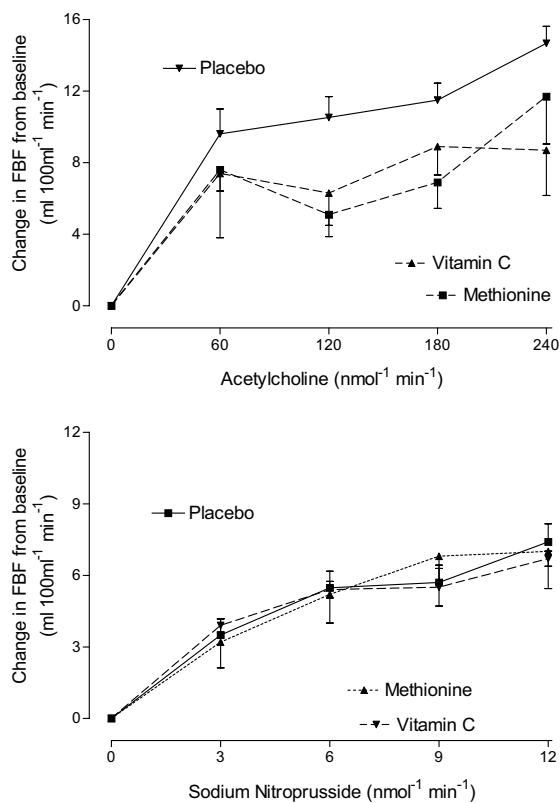 16
12
8
4
0
Change in FBF from baseline
(ml 100ml⁻¹ min⁻¹)
Placebo
Vitamin C
Methionine
0 60 120 180 240
Acetylcholine (nmol⁻¹ min⁻¹)
12
9
6
3
0
Change in FBF from baseline
(ml 100ml⁻¹ min⁻¹)
Placebo
Methionine
Vitamin C
0 3 6 9 12
Sodium Nitroprusside (nmol⁻¹ min⁻¹)